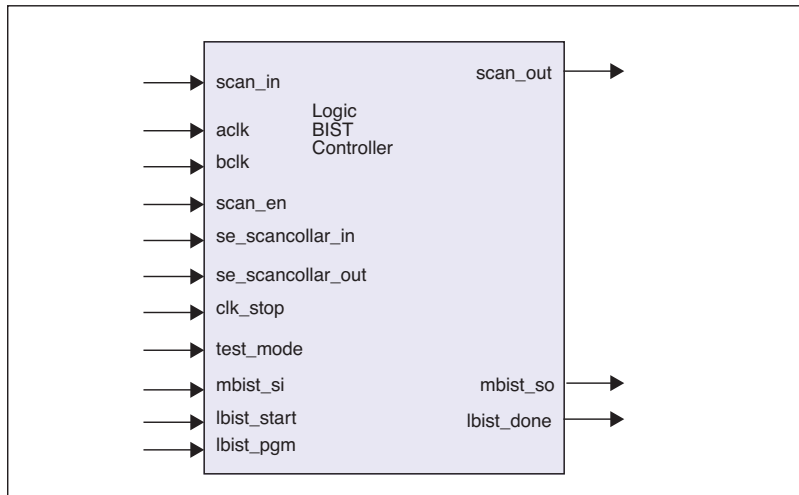 scan_in
scan_out
Logic
BIST
Controller
aclk
bclk
scan_en
se_scancollar_in
se_scancollar_out
clk_stop
test_mode
mbist_si
mbist_so
lbist_start
lbist_done
lbist_pgm